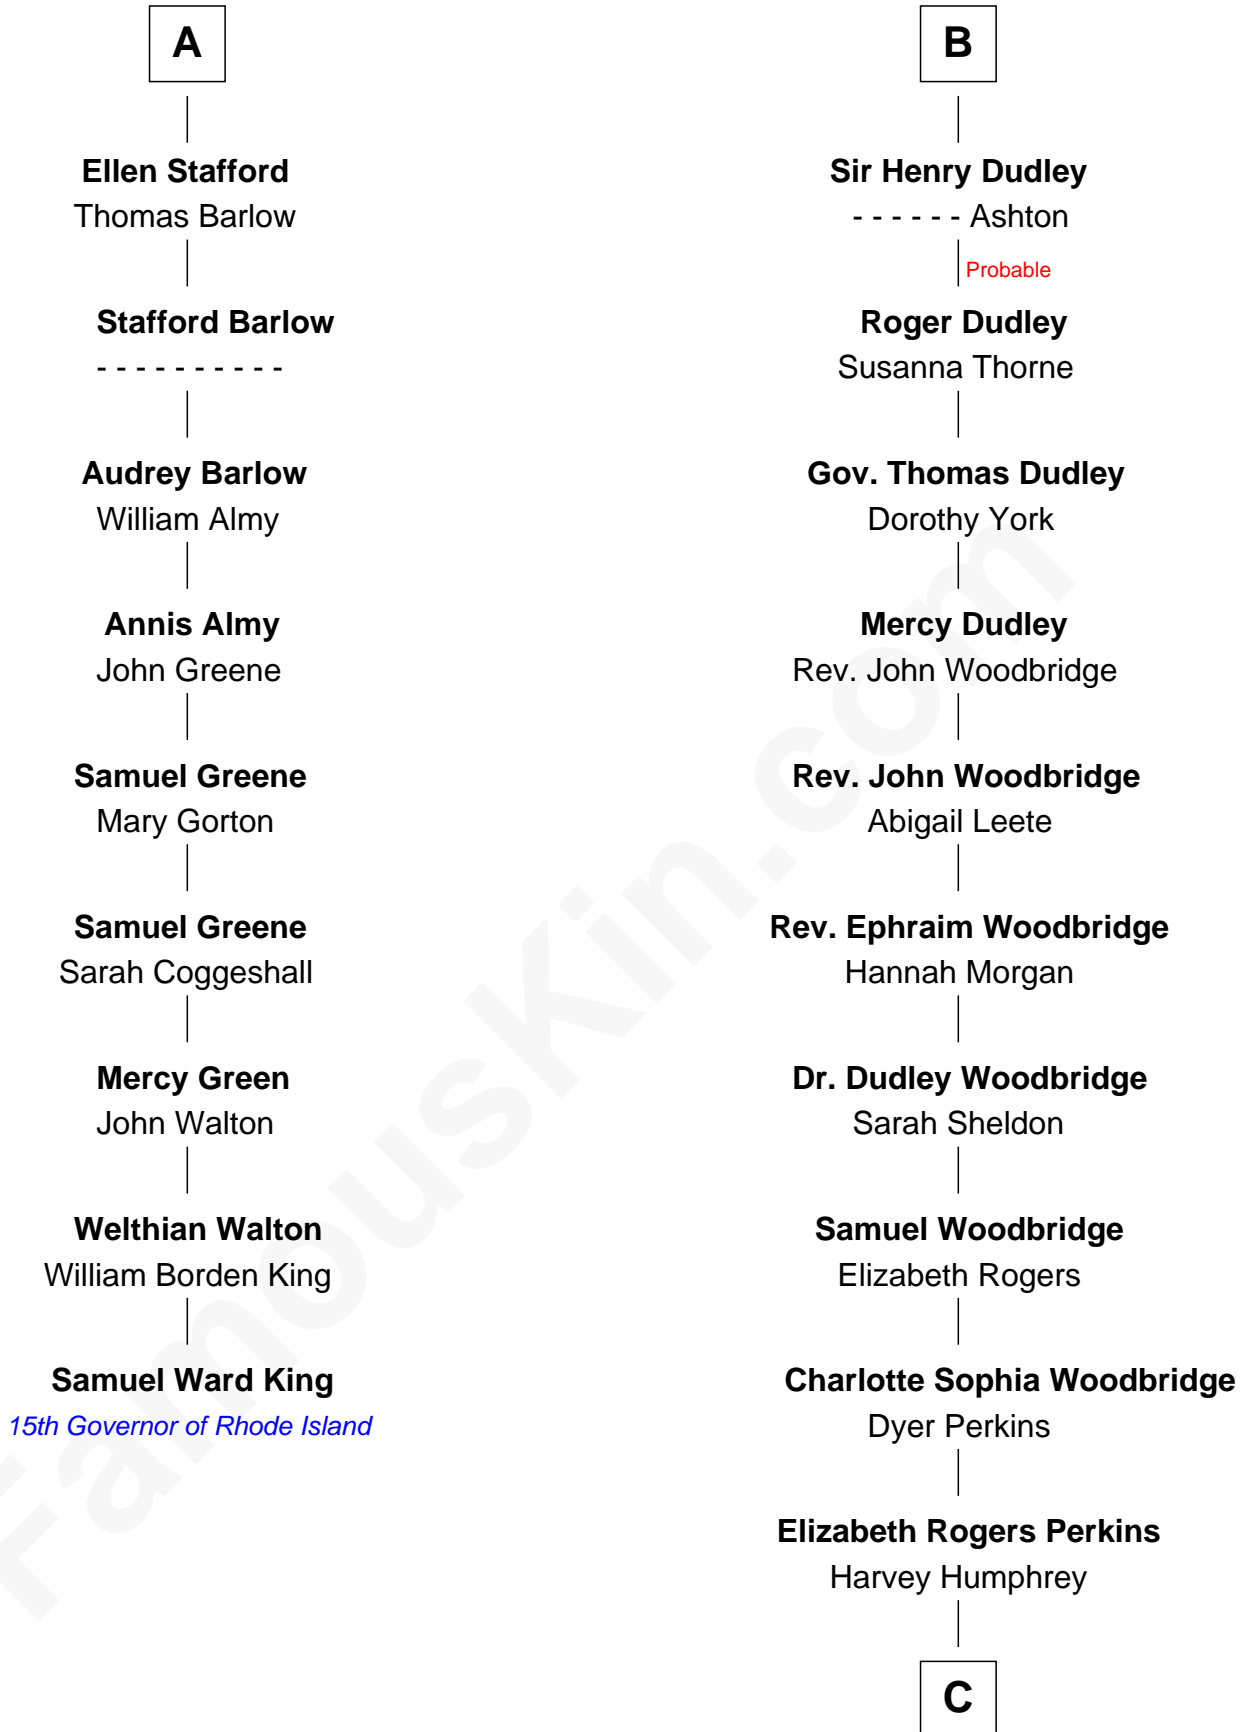 A
Ellen Stafford
Thomas Barlow
Stafford Barlow
- - - - - - - - - -
Audrey Barlow
William Almy
Annis Almy
John Greene
Samuel Greene
Mary Gorton
Samuel Greene
Sarah Coggeshall
Mercy Green
John Walton
Welthian Walton
William Borden King
Samuel Ward King
15th Governor of Rhode Island
B
Sir Henry Dudley
- - - - - - Ashton
Probable
Roger Dudley
Susanna Thorne
Gov. Thomas Dudley
Dorothy York
Mercy Dudley
Rev. John Woodbridge
Rev. John Woodbridge
Abigail Leete
Rev. Ephraim Woodbridge
Hannah Morgan
Dr. Dudley Woodbridge
Sarah Sheldon
Samuel Woodbridge
Elizabeth Rogers
Charlotte Sophia Woodbridge
Dyer Perkins
Elizabeth Rogers Perkins
Harvey Humphrey
C
FamousKin.com